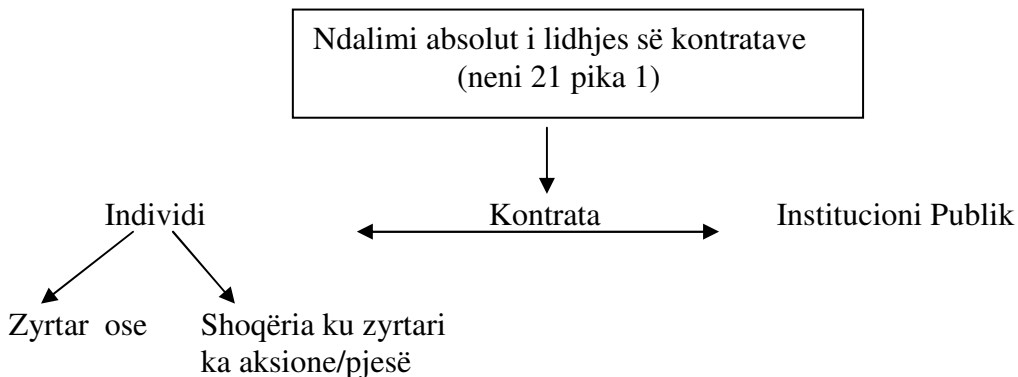 Ndalimi absolut i lidhjes së kontratave
(neni 21 pika 1)
Individi Kontrata Institucioni Publik
Zyrtar ose Shoqëria ku zyrtari
ka aksione/pjesë